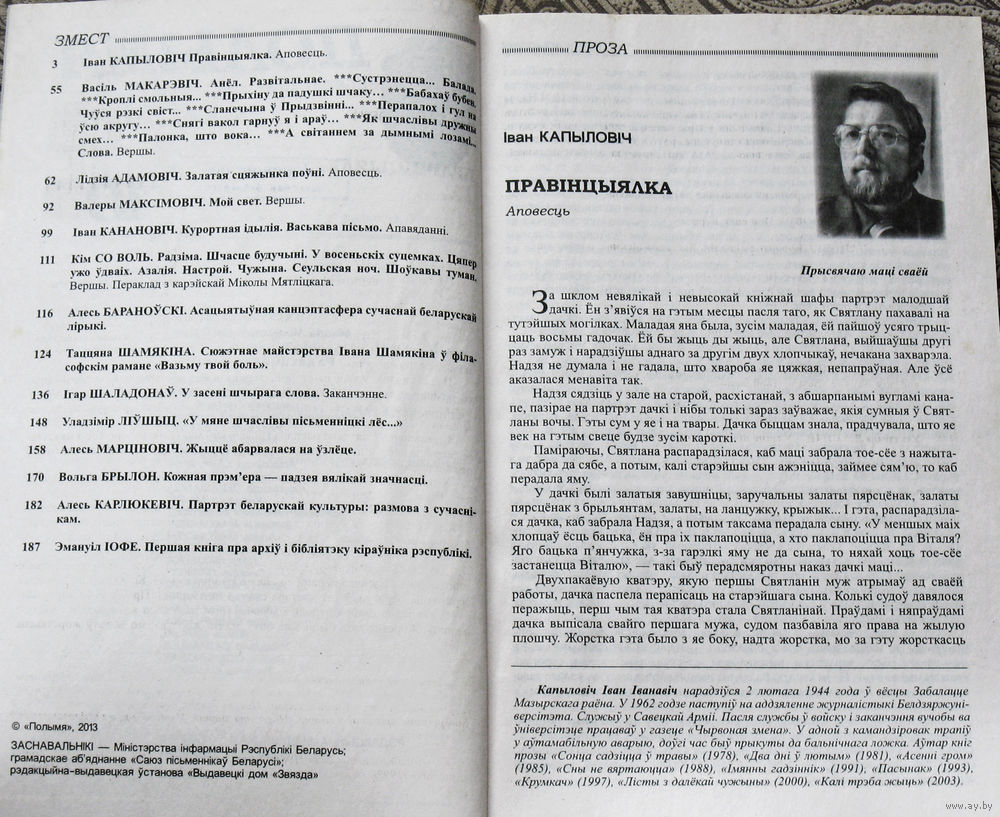 ЗМЕСТ
3 Іван КАПЫЛОВІЧ Правінцыялка. Аповесць.
55 Васіль МАКАРЭВІЧ. Анёл. Развітальнае. ***Сустрэнецца... Балада.
***Кроплі смольныя... ***Прыхіну да падушкі шчаку… ***Бабахаў бубен.
Чуўся рэзкі свіст... ***Сланечына ў Прыдзвінні... ***Перапалох і гул на
ўсю акругу… ***Снягі вакол гарнуў я і араў… ***Як шчаслівы дружны
смех... ***Палонка, што вока... ***А світаннем за дымнымі лозамі...
Слова. Вершы.
62 Лідзія АДАМОВІЧ. Залатая сцяжынка поўні. Аповесць.
92 Валеры МАКСІМОВІЧ. Мой свет. Вершы.
99 Іван КАНАНОВІЧ. Курортная ідылія. Васькава пісьмо. Апавяданні.
111 Кім СО ВОЛЬ. Радзіма. Шчасце будучыні. У восеньскіх суцемках. Цяпер
ужо ўдваіх. Азалія. Настрой. Чужына. Сеульская ноч. Шоўкавы туман.
Вершы. Пераклад з карэйскай Міколы Мятліцкага.
116 Алесь БАРАНОЎСКІ. Асацыятыўная канцэптасфера сучаснай беларускай
лірыкі.
124 Таццяна ШАМЯКІНА. Сюжэтнае майстэрства Івана Шамякіна ў філа-
софскім рамане «Вазьму твой боль».
136 Ігар ШАЛАДОНАЎ. У засені шчырага слова. Заканчэнне.
148 Уладзімір ЛІЎШЫЦ. «У мяне шчаслівы пісьменніцкі лёс...»
158 Алесь МАРЦІНОВІЧ. Жыццё абарвалася на ўзлёце.
170 Вольга БРЫЛОН. Кожная прэм’ера — падзея вялікай значнасці.
182 Алесь КАРЛЮКЕВІЧ. Партрэт беларускай культуры: размова з сучасні-
кам.
187 Эмануіл ІОФЕ. Першая кніга пра архіў і бібліятэку кіраўніка рэспублікі.
© «Полымя», 2013
ЗАСНАВАЛЬНІКІ — Міністэрства інфармацыі Рэспублікі Беларусь;
грамадскае аб'яднанне «Саюз пісьменнікаў Беларусі»;
рэдакцыйна-выдавецкая ўстанова «Выдавецкі дом «Звязда»
ПРОЗА
Іван КАПЫЛОВІЧ
ПРАВІНЦЫЯЛКА
Аповесць
Прысвячаю маці сваёй
За шклом невялікай і невысокай кніжнай шафы партрэт малодшай
дачкі. Ён з’явіўся на гэтым месцы пасля таго, як Святлану пахавалі на
тутэйшых могілках. Маладая яна была, зусім маладая, ёй пайшоў усяго трыц-
цаць восьмы гадочак. Ёй бы жыць ды жыць, але Святлана, выйшаўшы другі
раз замуж і нарадзіўшы аднаго за другім двух хлопчыкаў, нечакана захварэла.
Надзя не думала і не гадала, што хвароба яе цяжкая, непапраўная. Але ўсё
аказалася менавіта так.
Надзя сядзіць у зале на старой, расхістанай, з абшарпанымі вугламі кана-
пе, пазірае на партрэт дачкі і нібы толькі зараз заўважае, якія сумныя ў Свят-
ланы вочы. Гэты сум у яе і на твары. Дачка быццам знала, прадчувала, што яе
век на гэтым свеце будзе зусім кароткі.
Паміраючы, Святлана распарадзілася, каб маці забрала тое-сёе з нажыта-
га дабра да сябе, а потым, калі старэйшы сын ажэніцца, займее сям’ю, то каб
перадала яму.
У дачкі былі залатыя завушніцы, заручальны залаты пярсцёнак, залаты
пярсцёнак з брыльянтам, залаты, на ланцужку, крыжык... І гэта, распарадзіла-
ся дачка, каб забрала Надзя, а потым таксама перадала сыну. «У меншых маіх
хлопцаў ёсць бацька, ён пра іх паклапоціцца, а хто паклапоціцца пра Віталя?
Яго бацька п’янчужка, з-за гарэлкі яму не да сына, то няхай хоць тое-сёе
застанецца Віталю», — такі быў перадсмяротны наказ дачкі маці...
Двухпакаёвую кватэру, якую першы Святланін муж атрымаў ад сваёй
работы, дачка паспела перапісаць на старэйшага сына. Колькі судоў давялося
перажыць, перш чым тая кватэра стала Святланінай. Праўдамі і няпраўдамі
дачка выпісала свайго першага мужа, судом пазбавіла яго права на жылую
плошчу. Жорстка гэта было з яе боку, надта жорстка, мо за гэту жорсткасць
Капыловіч Іван Іванавіч нарадзіўся 2 лютага 1944 года ў вёсцы Забалацце
Мазырскага раёна. У 1962 годзе паступіў на аддзяленне журналістыкі Белдзяржуні-
версітэта. Служыў у Савецкай Арміі. Пасля службы ў войску і заканчэння вучобы ва
ўніверсітэце працаваў у газеце «Чырвоная змена». У адной з камандзіровак трапіў
у аўтамабільную аварыю, доўгі час быў прыкуты да бальнічнага ложка. Аўтар кніг
прозы «Сонца садзіцца ў травы» (1978), «Два дні ў лютым» (1981), «Асенні гром»
(1985), «Сны не вяртаюцца» (1988), «Імянны гадзіннік» (1991), «Пасынак» (1993),
«Крумкач» (1997), «Лісты з далёкай чужыны» (2000), «Калі трэба жыць» (2003).
www.ay.by